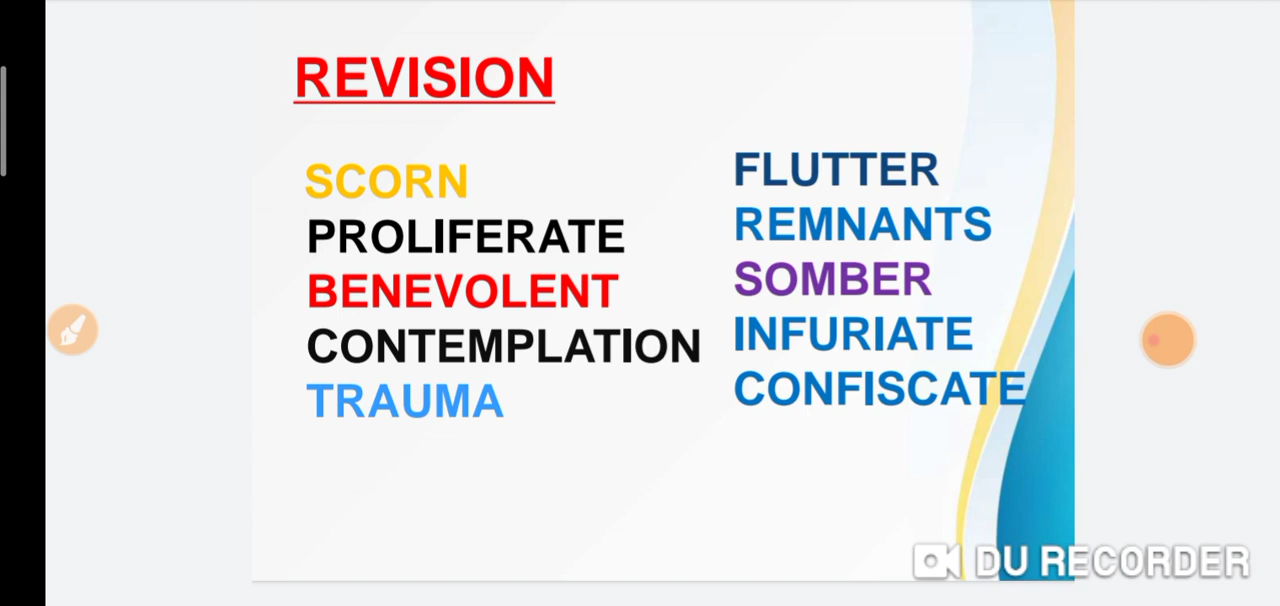 REVISION
SCORN
PROLIFERATE
BENEVOLENT
CONTEMPLATION
TRAUMA
FLUTTER
REMNANTS
SOMBER
INFURIATE
CONFISCATE
DU RECORDER